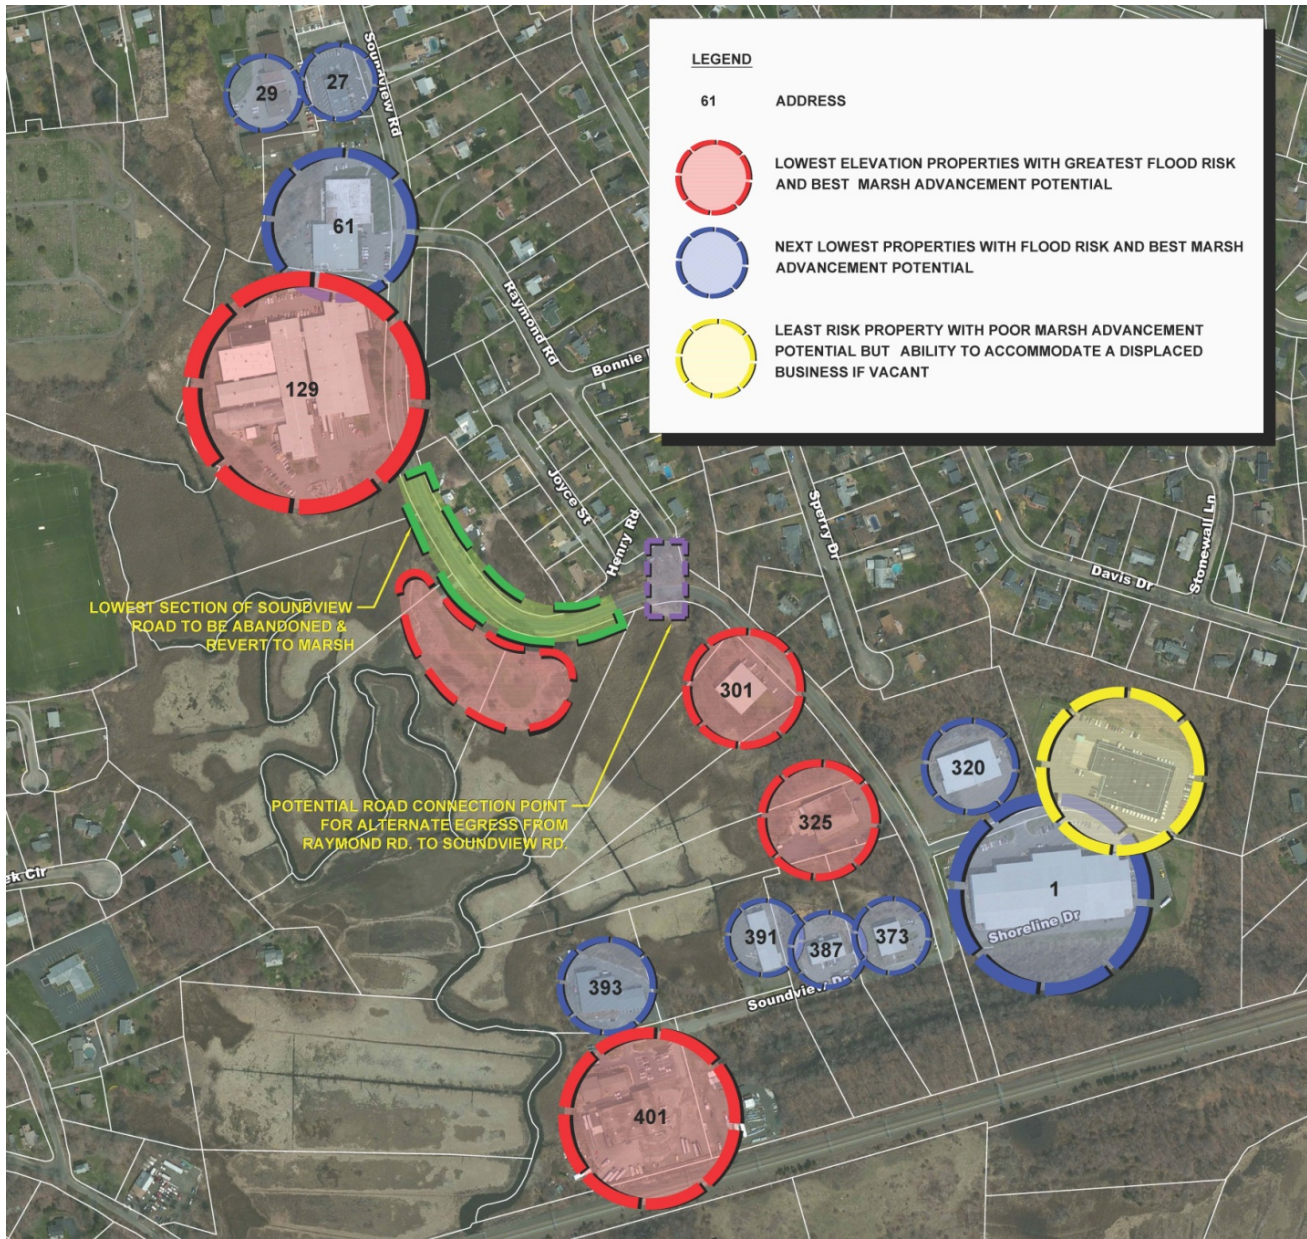 LEGEND
61 ADDRESS
LOWEST ELEVATION PROPERTIES WITH GREATEST FLOOD RISK
AND BEST MARSH ADVANCEMENT POTENTIAL
NEXT LOWEST PROPERTIES WITH FLOOD RISK AND BEST MARSH
ADVANCEMENT POTENTIAL
LEAST RISK PROPERTY WITH POOR MARSH ADVANCEMENT
POTENTIAL BUT ABILITY TO ACCOMMODATE A DISPLACED
BUSINESS IF VACANT
Soundview Rd
29
27
61
Raymond Rd
Bonnie
129
Joyce St
Henry Rd
Sperry Dr
Stonewall Ln
Davis Dr
LOWEST SECTION OF SOUNDVIEW
ROAD TO BE ABANDONED &
REVERT TO MARSH
301
320
POTENTIAL ROAD CONNECTION POINT
FOR ALTERNATE EGRESS FROM
RAYMOND RD. TO SOUNDVIEW RD.
325
ek Cir
1
Shoreline Dr
391
387
373
393
Soundview Dr
401